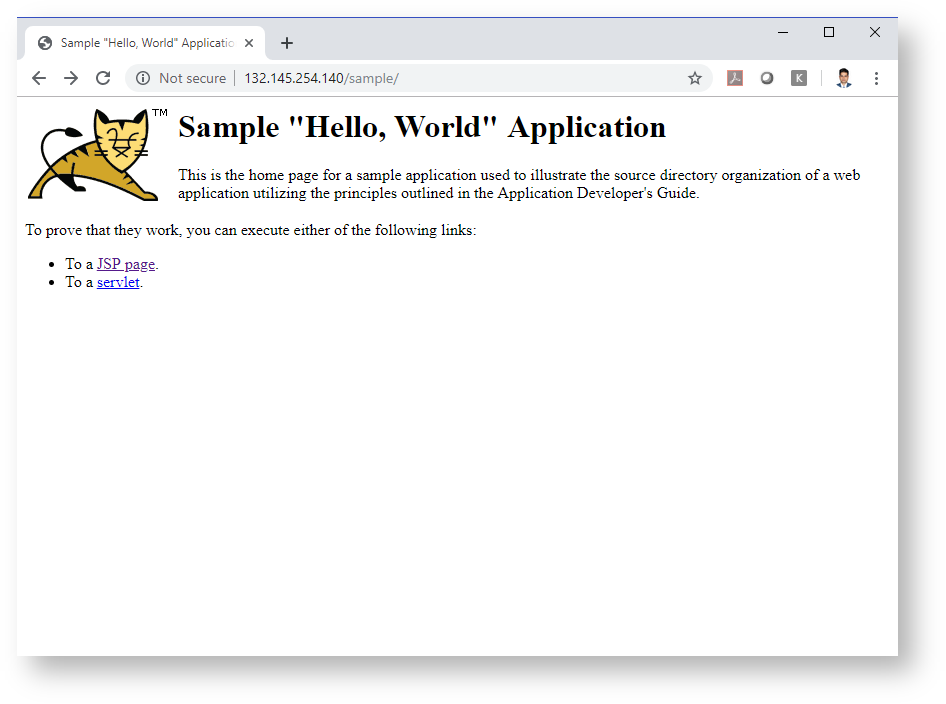 Sample "Hello, World" Applicatio
Not secure 132.145.254.140/sample/
K
TM
Sample "Hello, World" Application
This is the home page for a sample application used to illustrate the source directory organization of a web
application utilizing the principles outlined in the Application Developer's Guide.
To prove that they work, you can execute either of the following links:
• To a JSP page.
• To a servlet.